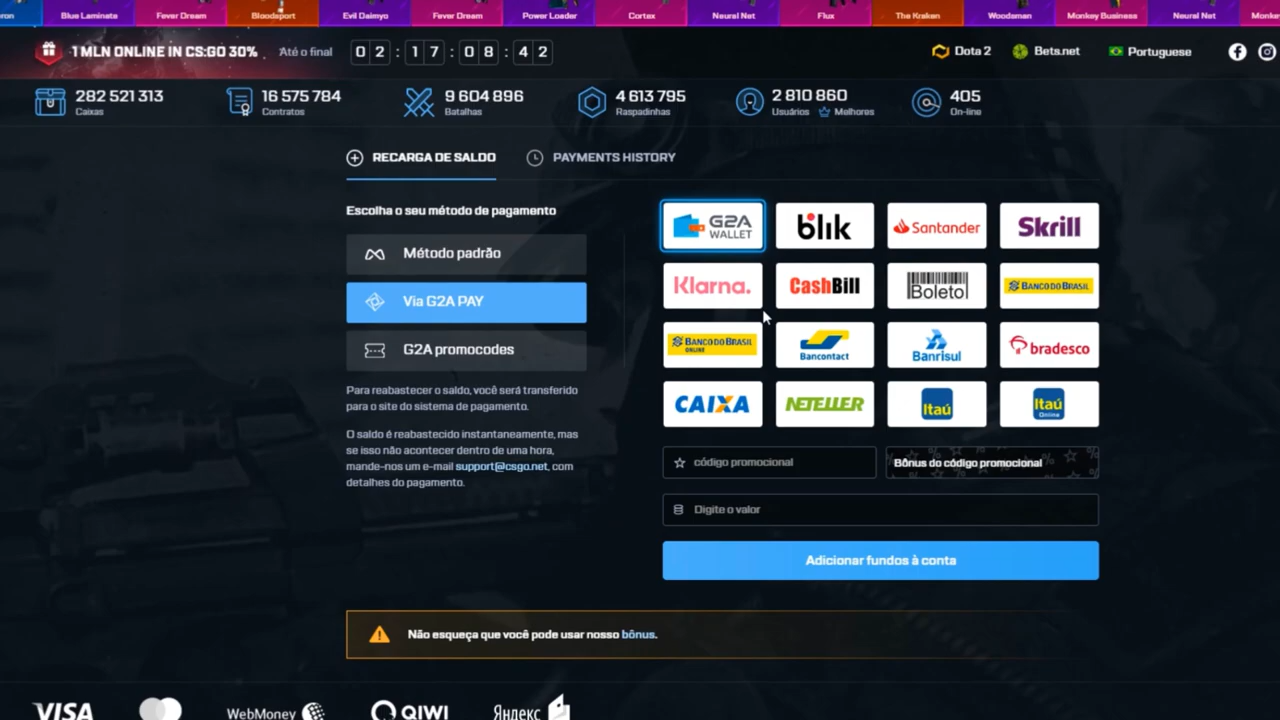 Blue Laminata
Fever Dream
Bloodsport
Evil Daimyo
Fever Dream
Power Loader
Cortex
Neural Net
Flux
The Kraken
Woodsman
Monkey Business
Neural Net
1 MLN ONLINE IN CS:GO 30%
Até o final
02:17:08:42
Dota 2
Bets.net
Portuguese
282 521 313
Caixas
16 575 784
Contratos
9 604 896
Batalhas
4 613 795
Raspadinhas
2 810 860
Usuários Melhores
405
On-line
RECARGA DE SALDO
PAYMENTS HISTORY
Escolha o seu método de pagamento
Método padrão
Via G2A PAY
G2A promocodes
Para reabastecer o saldo, você será transferido
para o site do sistema de pagamento.
O saldo é reabastecido instantaneamente, mas
se isso não acontecer dentro de uma hora,
mande-nos um e-mail support@csgo.net, com
detalhes do pagamento.
G2A
WALLET
blik
Santander
Skrill
Klarna.
CashBill
Boleto
BANCO DO BRASIL
BANCO DO BRASIL
ONLINE
Bancontact
Banrisul
bradesco
CAIXA
NETELLER
Itaú
Itaú
Online
código promocional
Bônus do código promocional
Digite o valor
Adicionar fundos à conta
Não esqueça que você pode usar nosso bônus.
VISA
WebMoney
QIWI
Яндекс